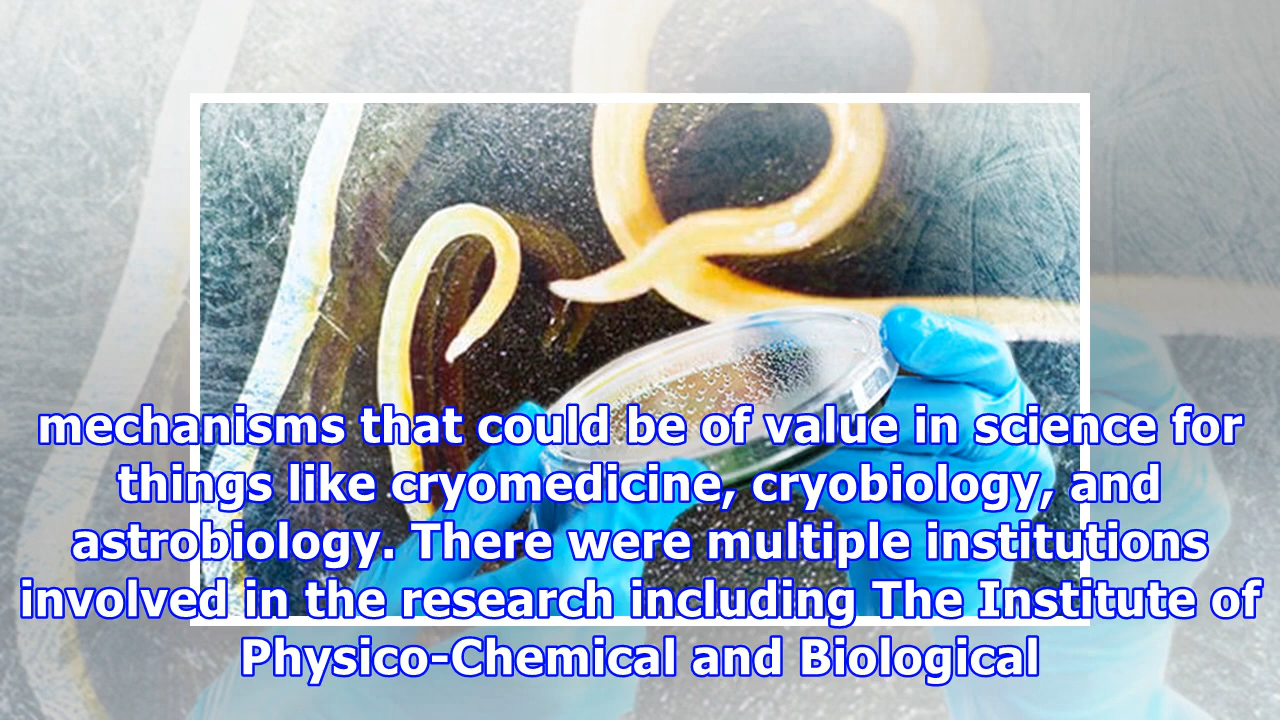 mechanisms that could be of value in science for
things like cryomedicine, cryobiology, and
astrobiology. There were multiple institutions
involved in the research including The Institute of
Physico-Chemical and Biological